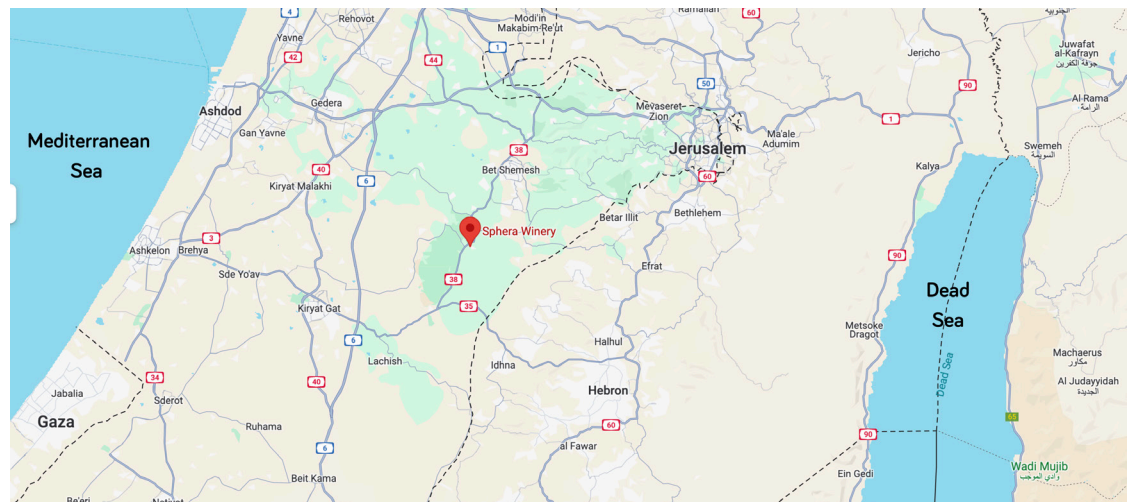 4
Rehovot
Yavne
42
44
Modi'in
Makabim-Re'ut
1
Ramallah
60
الجنوبية
Jericho
Juwafat
al-Kafrayn
جوفة الكفرين
90
Al-Rama
الرامة
Ashdod
Gedera
50
Mevaseret
Zion
Gan Yavne
Mediterranean
Sea
38
1
Ma'ale
Adumim
Jerusalem
Swemeh
السويمة
Kalya
40
6
Bet Shemesh
60
Kiryat Malakhi
Betar Illit
Bethlehem
Sphera Winery
3
Ashkelon
Brehya
90
Efrat
Sde Yo'av
38
Dead
Sea
Kiryat Gat
35
Metsoke
Dragot
6
Halhul
Lachish
Idhna
Machaerus
مكاور
Dead Sea
34
40
Jabalia
Hebron
Al Judayyidah
الجديدة
Sderot
Gaza
65
Ruhama
60
90
al Fawar
6
Wadi Mujib
وادي الموجب
Ein Gedi
Beit Kama
Be'eri
Netivot